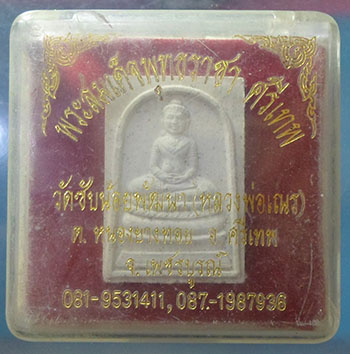 พระสมเด็จพุทธราชา ศรีเทพ
วัดซับน้อยพัฒนา (หลวงพ่อเณร)
ต. หนองย่างทอย อ. ศรีเทพ
จ. เพชรบูรณ์
081-9531411, 087-1987936